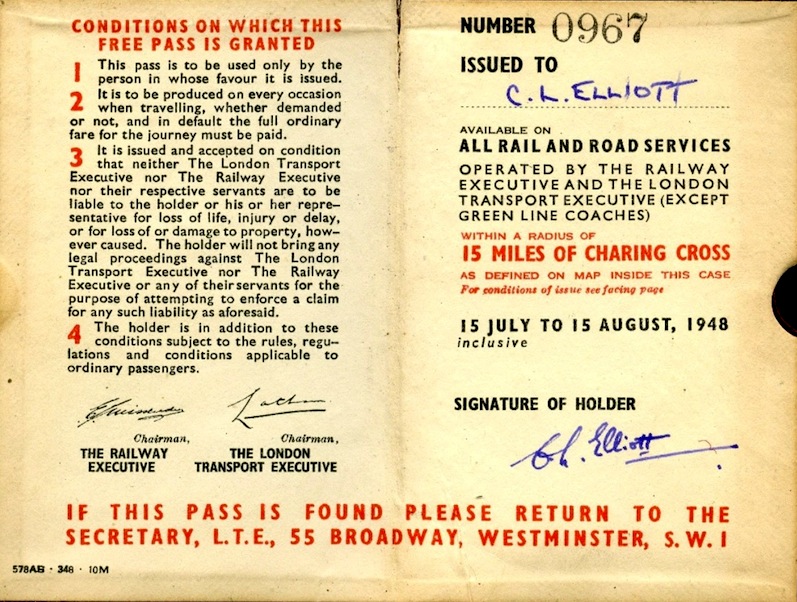 CONDITIONS ON WHICH THIS
FREE PASS IS GRANTED
1 This pass is to be used only by the
person in whose favour it is issued.
2 It is to be produced on every occasion
when travelling, whether demanded
or not, and in default the full ordinary
fare for the journey must be paid.
3 It is issued and accepted on condition
that neither The London Transport
Executive nor The Railway Executive
nor their respective servants are to be
liable to the holder or his or her repre-
sentative for loss of life, injury or delay,
or for loss of or damage to property, how-
ever caused. The holder will not bring any
legal proceedings against The London
Transport Executive nor The Railway
Executive or any of their servants for the
purpose of attempting to enforce a claim
for any such liability as aforesaid.
4 The holder is in addition to these
conditions subject to the rules, regu-
lations and conditions applicable to
ordinary passengers.
Chairman,
THE RAILWAY
EXECUTIVE
Latham
Chairman,
THE LONDON
TRANSPORT EXECUTIVE
NUMBER 0967
ISSUED TO
C. L. ELLIOTT
AVAILABLE ON
ALL RAIL AND ROAD SERVICES
OPERATED BY THE RAILWAY
EXECUTIVE AND THE LONDON
TRANSPORT EXECUTIVE (EXCEPT
GREEN LINE COACHES)
WITHIN A RADIUS OF
15 MILES OF CHARING CROSS
AS DEFINED ON MAP INSIDE THIS CASE
For conditions of issue see facing page
15 JULY TO 15 AUGUST, 1948
inclusive
SIGNATURE OF HOLDER
C L. Elliott
IF THIS PASS IS FOUND PLEASE RETURN TO THE
SECRETARY, L.T.E., 55 BROADWAY, WESTMINSTER, S.W.1
578AB · 348 · 10M